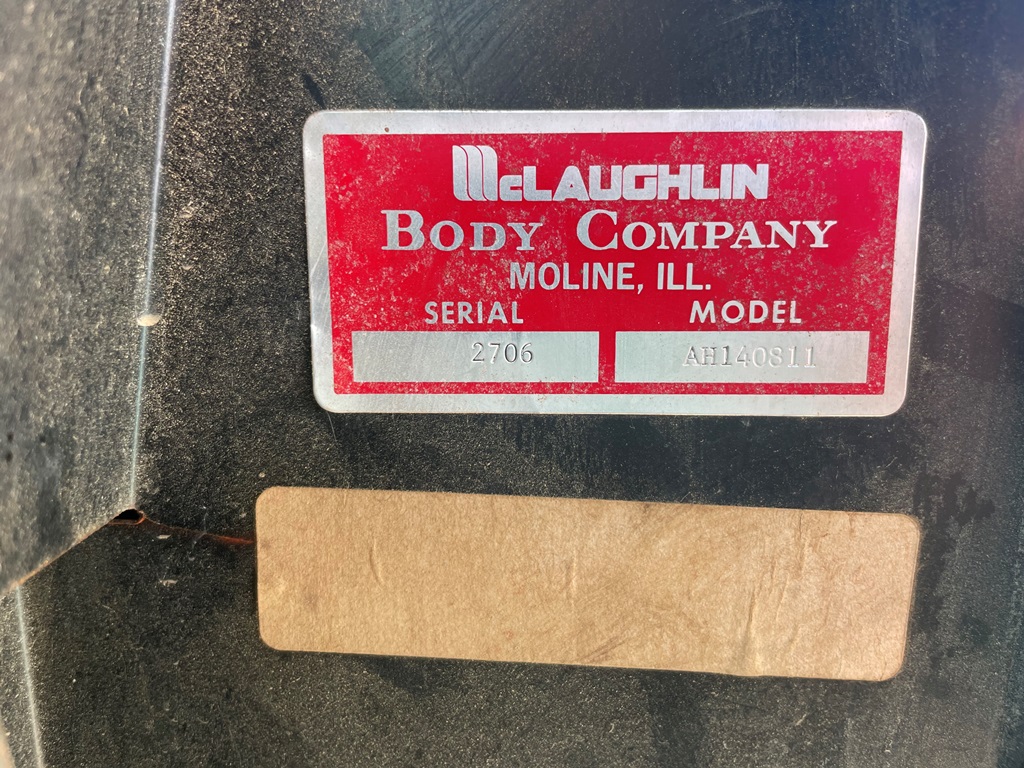 McLAUGHLIN
BODY COMPANY
MOLINE, ILL.
SERIAL MODEL
2706 AH140811